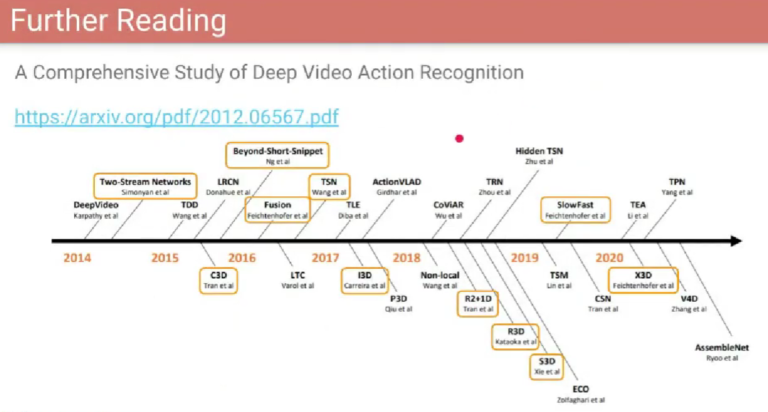 Further Reading
A Comprehensive Study of Deep Video Action Recognition
https://arxiv.org/pdf/2012.06567.pdf
Beyond-Short-Snippet
Ng et al
Hidden TSN
Zhu et al
Two-Stream Networks
Simonyan et al
LRCN
Donahue et al
TSN
Wang et al
ActionVLAD
Girdhar et al
TRN
Zhou et al
TPN
Yang et al
DeepVideo
Karpathy et al
TDD
Wang et al
Fusion
Feichtenhofer et al
TLE
Diba et al
CoViAR
Wu et al
SlowFast
Feichtenhofer et al
TEA
Li et al
2014
2015
2016
2017
2018
2019
2020
C3D
Tran et al
LTC
Varol et al
I3D
Carreira et al
Non-local
Wang et al
TSM
Lin et al
X3D
Feichtenhofer et al
P3D
Qiu et al
R2+1D
Tran et al
CSN
Tran et al
V4D
Zhang et al
R3D
Kataoka et al
AssembleNet
Ryoo et al
S3D
Xie et al
ECO
Zolfaghari et al